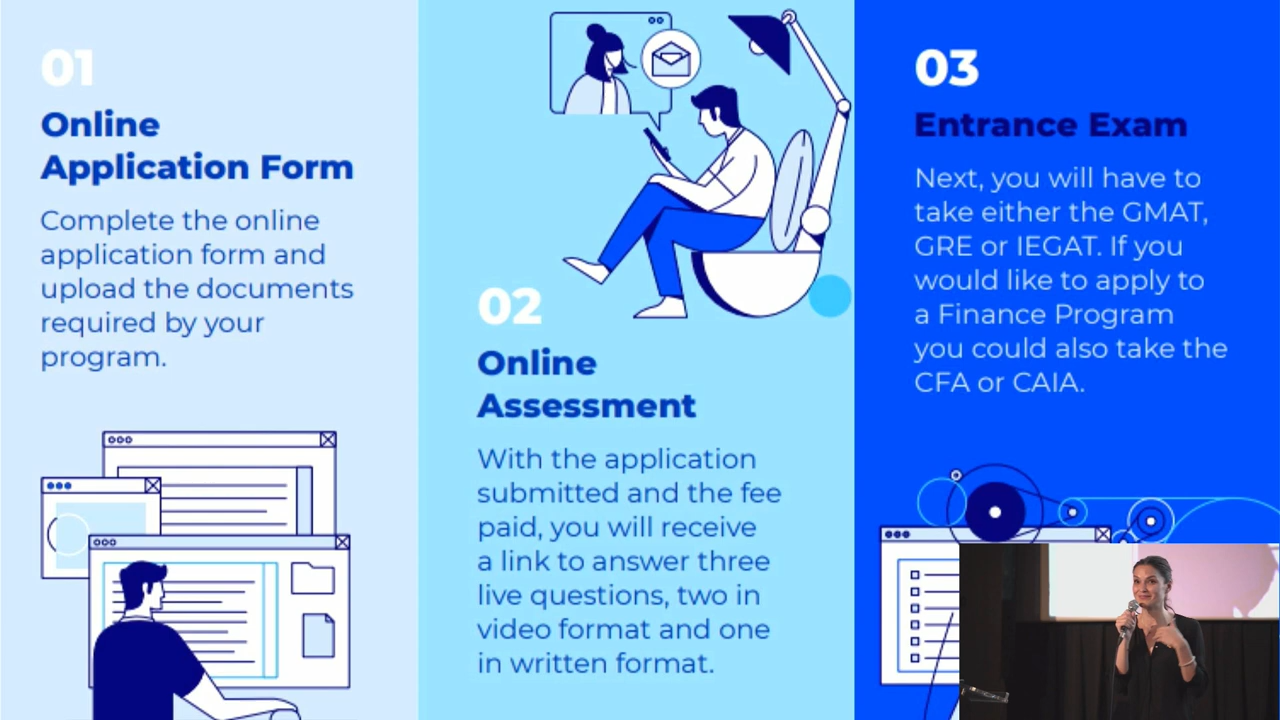 01
Online
Application Form
Complete the online
application form and
upload the documents
required by your
program.
02
Online
Assessment
With the application
submitted and the fee
paid, you will receive
a link to answer three
live questions, two in
video format and one
in written format.
03
Entrance Exam
Next, you will have to
take either the GMAT,
GRE or IEGAT. If you
would like to apply to
a Finance Program
you could also take the
CFA or CAIA.